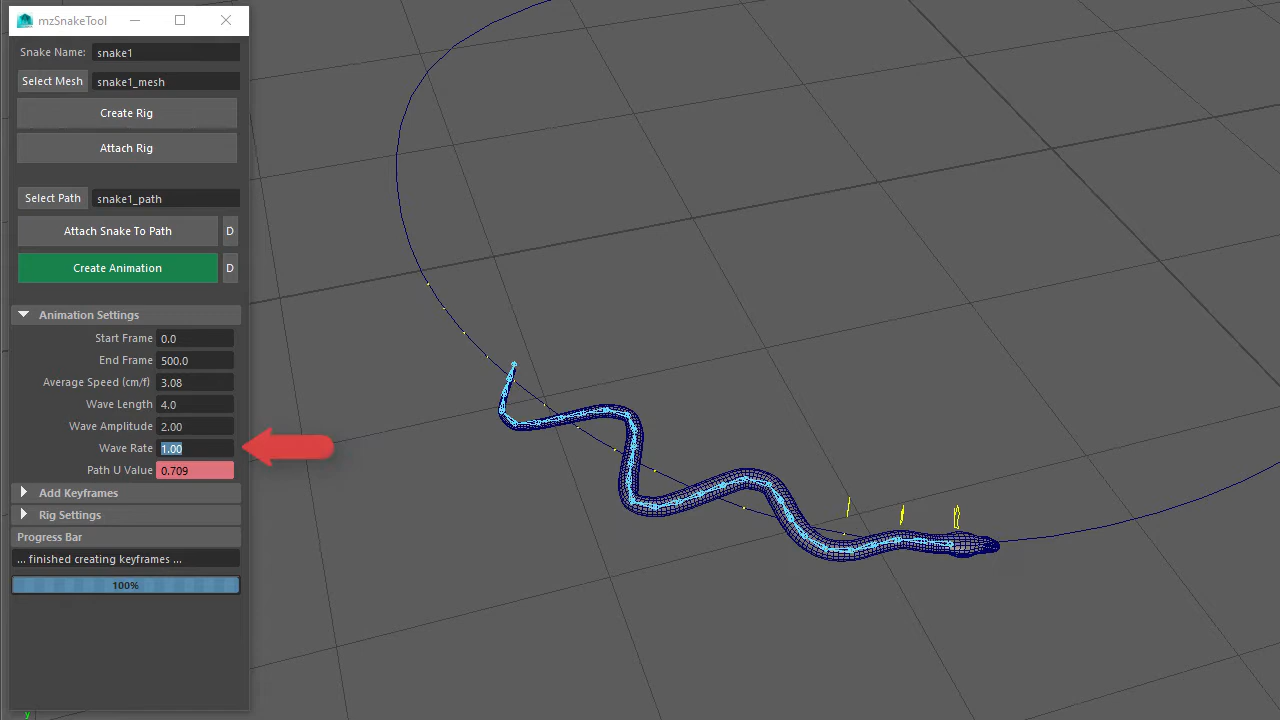 mzSnakeTool
Snake Name: snake1
Select Mesh snake1_mesh
Create Rig
Attach Rig
Select Path snake1_path
Attach Snake To Path D
Create Animation D
Animation Settings
Start Frame 0.0
End Frame 500.0
Average Speed (cm/f) 3.08
Wave Length 4.0
Wave Amplitude 2.00
Wave Rate 1.00
Path U Value 0.709
Add Keyframes
Rig Settings
Progress Bar
... finished creating keyframes ...
100%
y